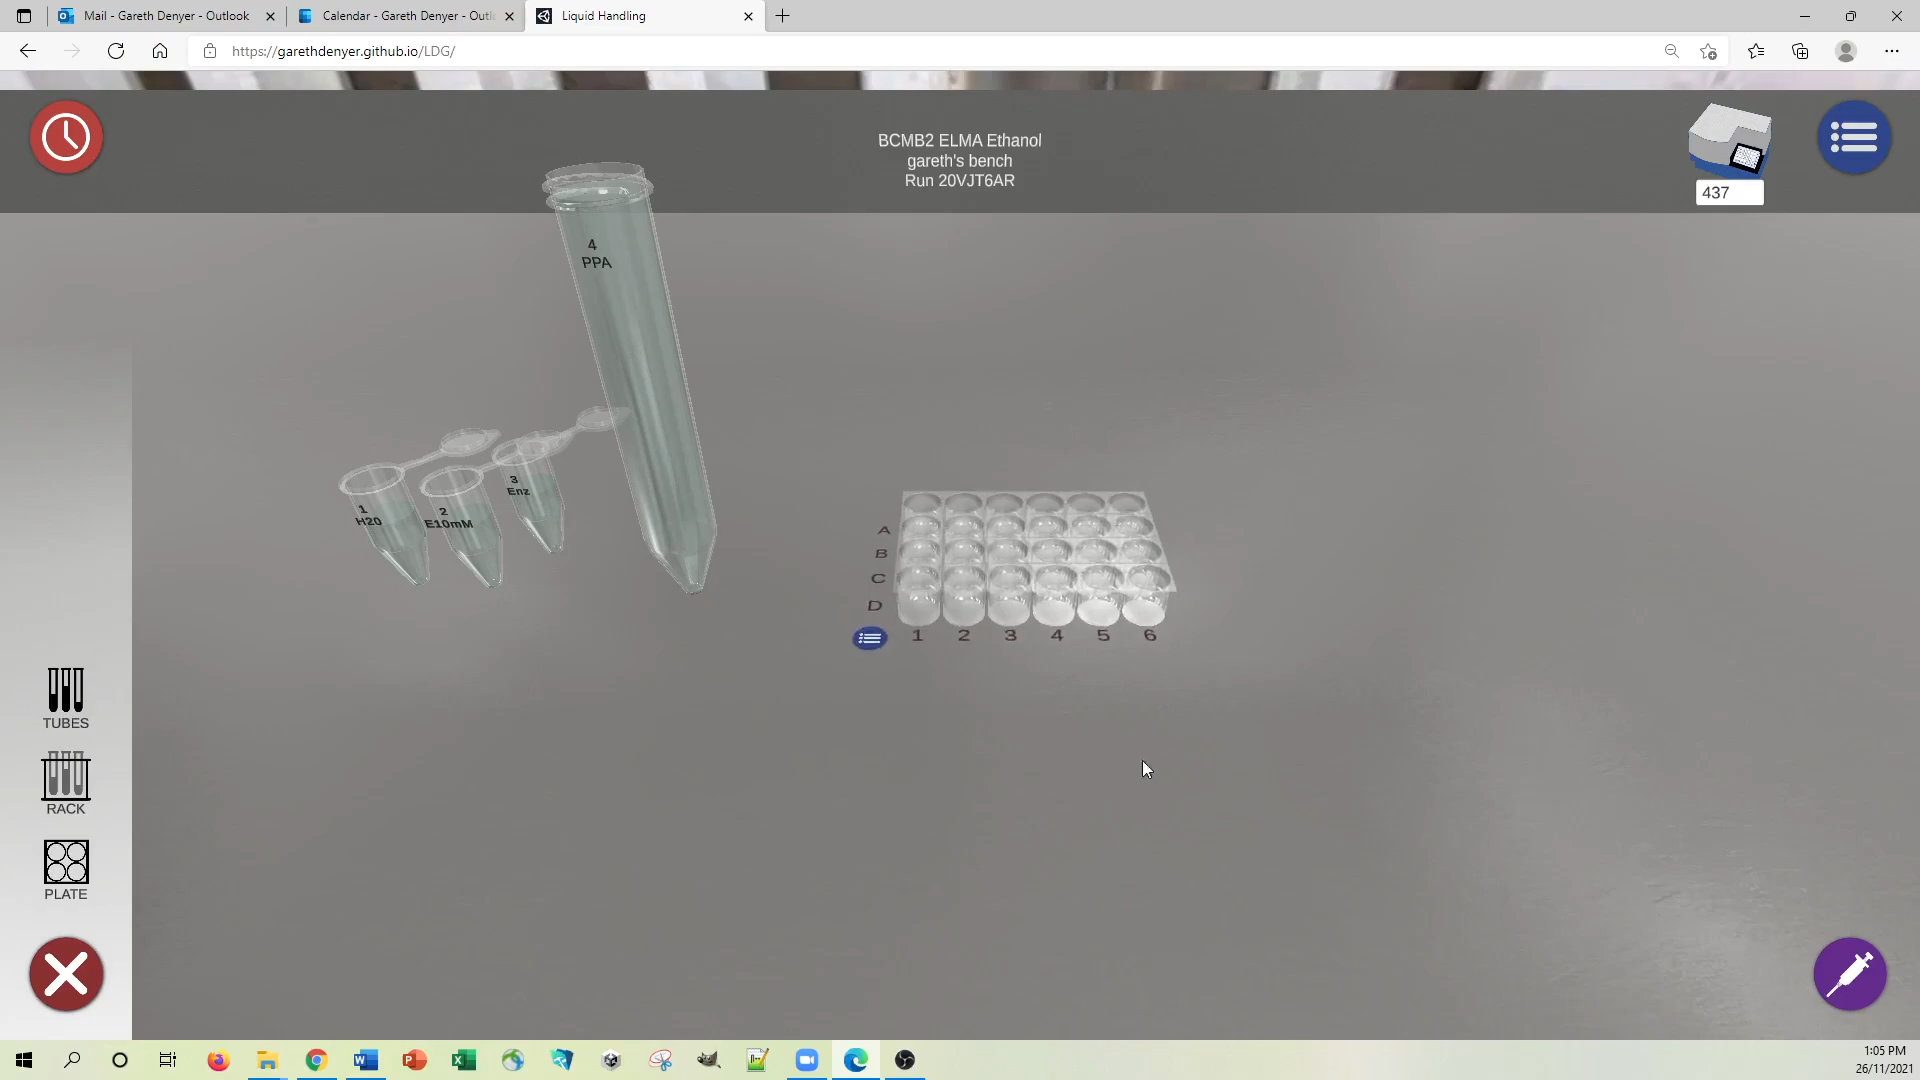 Mail - Gareth Denyer - Outlook
Calendar - Gareth Denyer - Outl
Liquid Handling
https://garethdenyer.github.io/LDG/
BCMB2 ELMA Ethanol
gareth's bench
Run 20VJT6AR
437
4
PPA
1
H20
2
E10mM
3
Enz
A
B
C
D
1 2 3 4 5 6
TUBES
RACK
PLATE
1:05 PM
26/11/2021